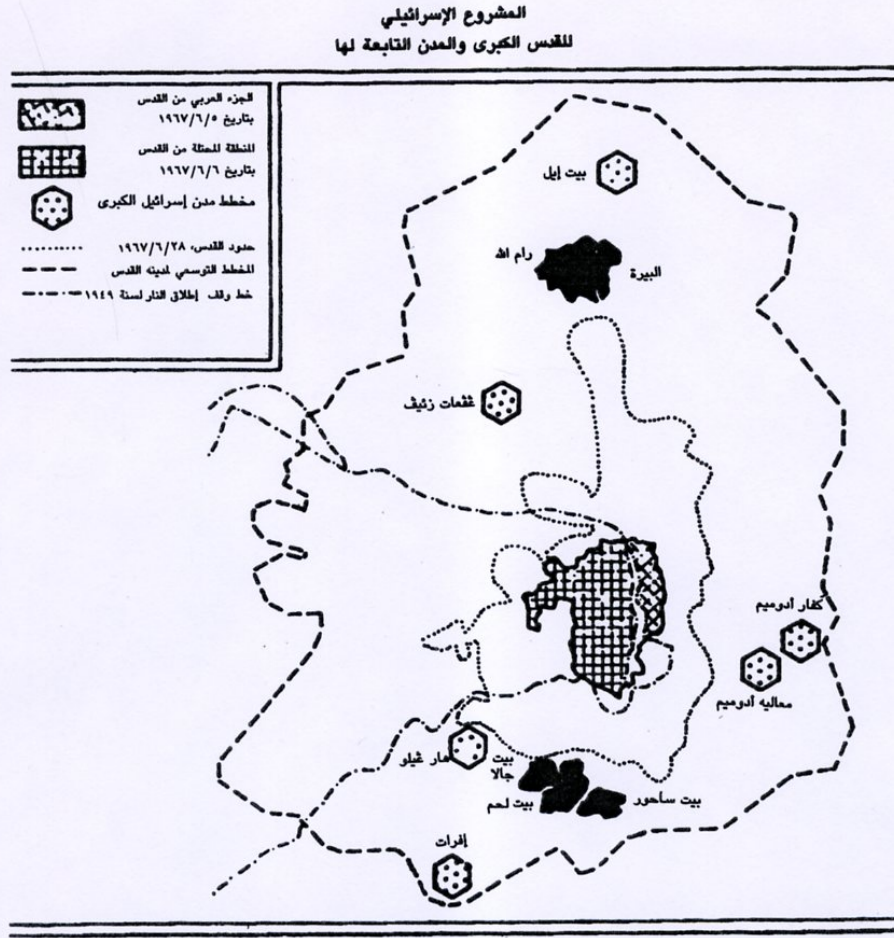 المشروع الإسرائيلي
للقدس الكبرى والمدن التابعة لها
الجزء العربي من القدس
بتاريخ ١٩٦٧/٦/٥
المنطقة المحتلة من القدس
بتاريخ ١٩٦٧/٦/٦
مخطط مدن إسرائيل الكبرى
حدود القدس، ١٩٦٧/٦/٢٨
المخطط التوسعي لمدينه القدس
خط وقف إطلاق النار لسنة ١٩٤٩
بيت إيل
رام الله
البيرة
غفعات زئيف
كفار أدوميم
معاليه أدوميم
هار غيلو
بيت
جالا
بيت لحم
بيت ساحور
إفرات